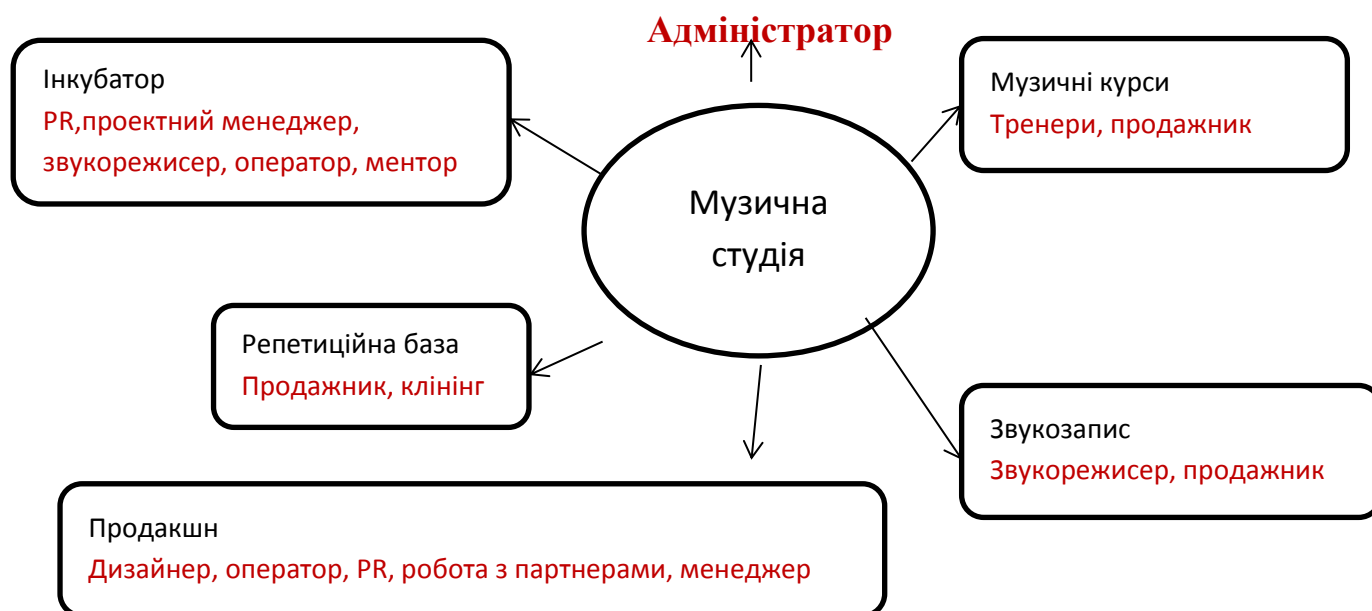 Адміністратор
Інкубатор
PR,проектний менеджер,
звукорежисер, оператор, ментор
Музичні курси
Тренери, продажник
Музична
студія
Репетиційна база
Продажник, клінінг
Звукозапис
Звукорежисер, продажник
Продакшн
Дизайнер, оператор, PR, робота з партнерами, менеджер